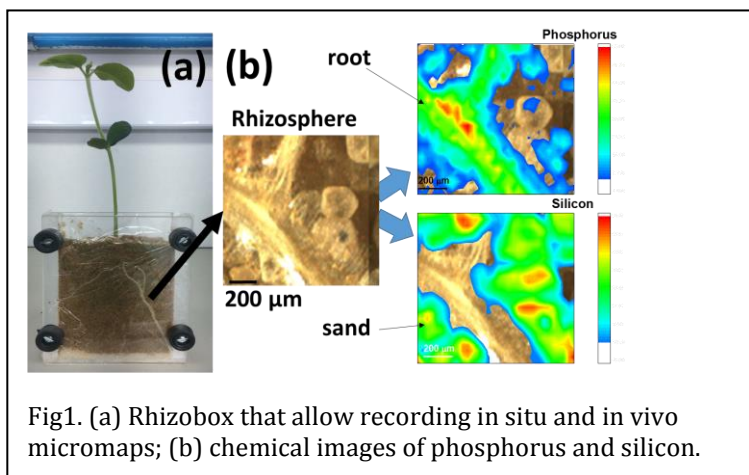 (a) (b)
Phosphorus
root
Rhizosphere
200 µm
200 µm
Silicon
sand
200 µm
Fig1. (a) Rhizobox that allow recording in situ and in vivo
micromaps; (b) chemical images of phosphorus and silicon.